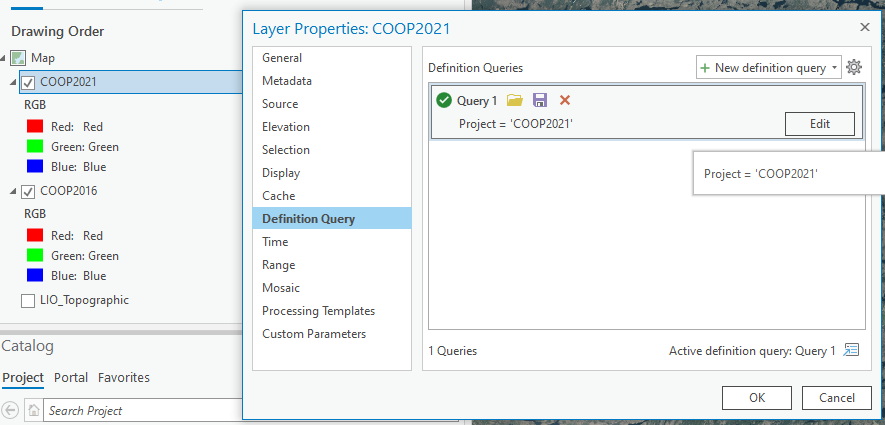 Drawing Order
Map
COOP2021
RGB
Red: Red
Green: Green
Blue: Blue
COOP2016
RGB
Red: Red
Green: Green
Blue: Blue
LIO_Topographic
Catalog
Project Portal Favorites
Search Project
Layer Properties: COOP2021
General
Metadata
Source
Elevation
Selection
Display
Cache
Definition Query
Time
Range
Mosaic
Processing Templates
Custom Parameters
Definition Queries
New definition query
Query 1
Project = 'COOP2021'
Edit
Project = 'COOP2021'
1 Queries
Active definition query: Query 1
OK
Cancel